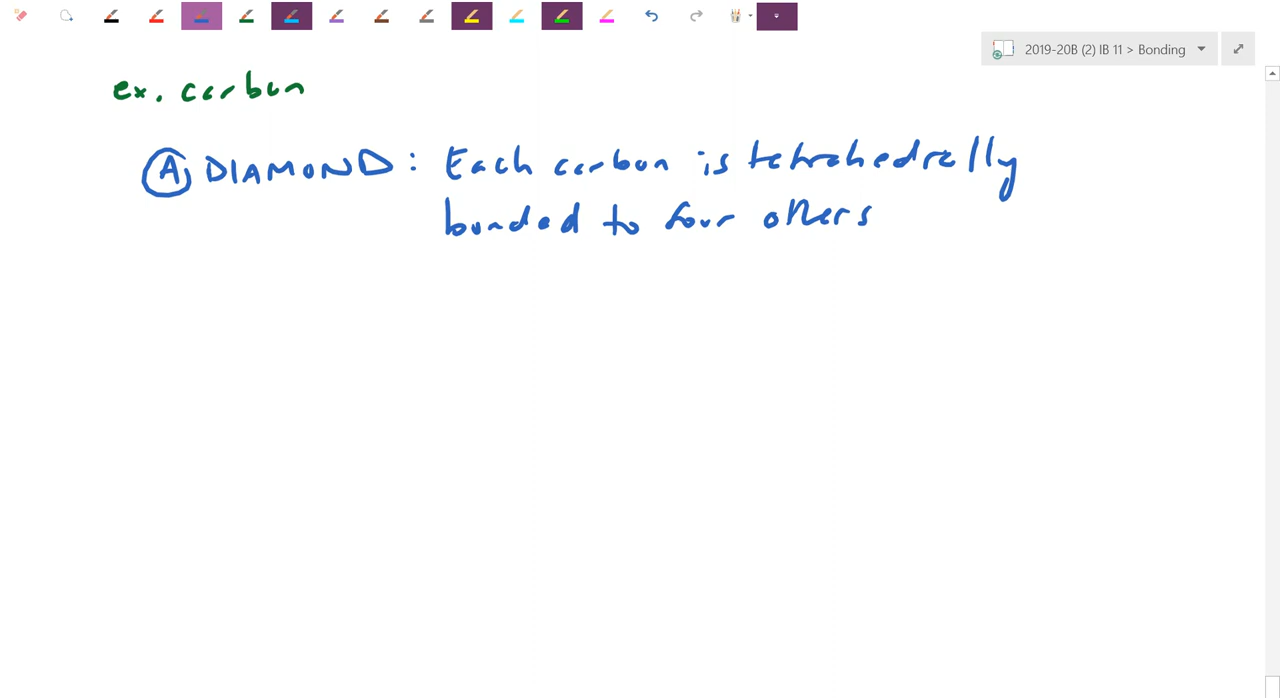 2019-20B (2) IB 11 > Bonding
ex. carbon
A DIAMOND: Each carbon is tetrahedrally
bonded to four others